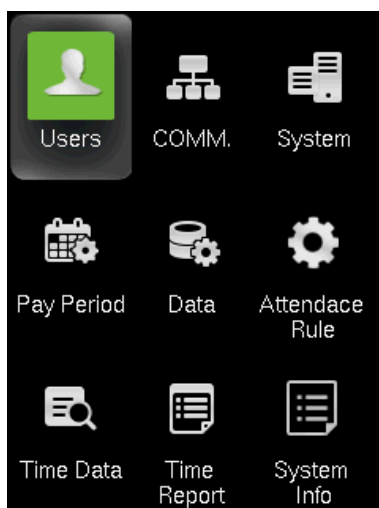 Users
COMM.
System
Pay Period
Data
Attendace
Rule
Time Data
Time
Report
System
Info